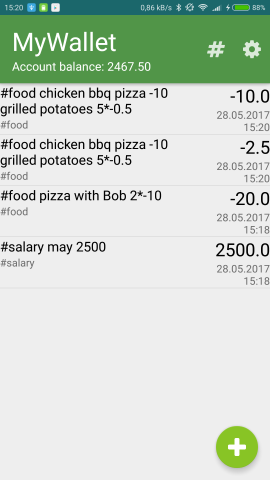 15:20 0,86 kB/s 88%
MyWallet #
Account balance: 2467.50
#food chicken bbq pizza -10 -10.0
grilled potatoes 5*-0.5
28.05.2017
#food 15:20
#food chicken bbq pizza -10 -2.5
grilled potatoes 5*-0.5
28.05.2017
#food 15:20
#food pizza with Bob 2*-10 -20.0
#food 28.05.2017
15:18
#salary may 2500 2500.0
#salary 28.05.2017
15:18